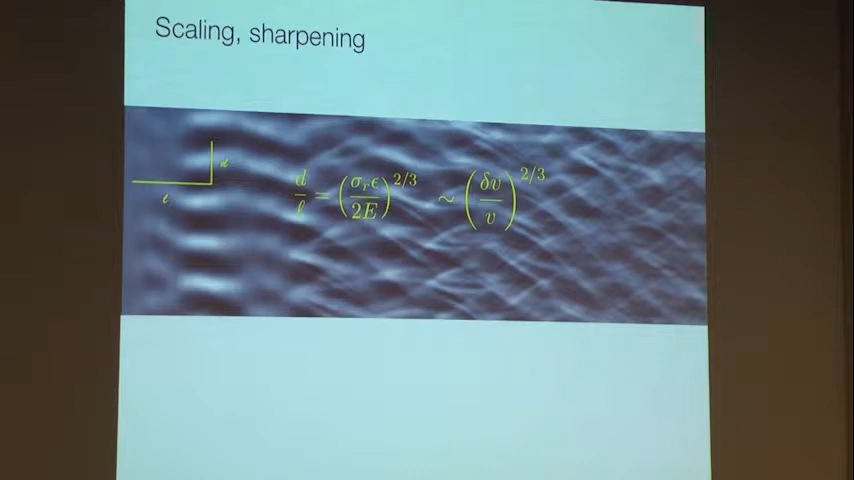 Scaling, sharpening
d
ℓ
d/ℓ = (σ_r ϵ / 2E)^{2/3} ∼ (δv / v)^{2/3}